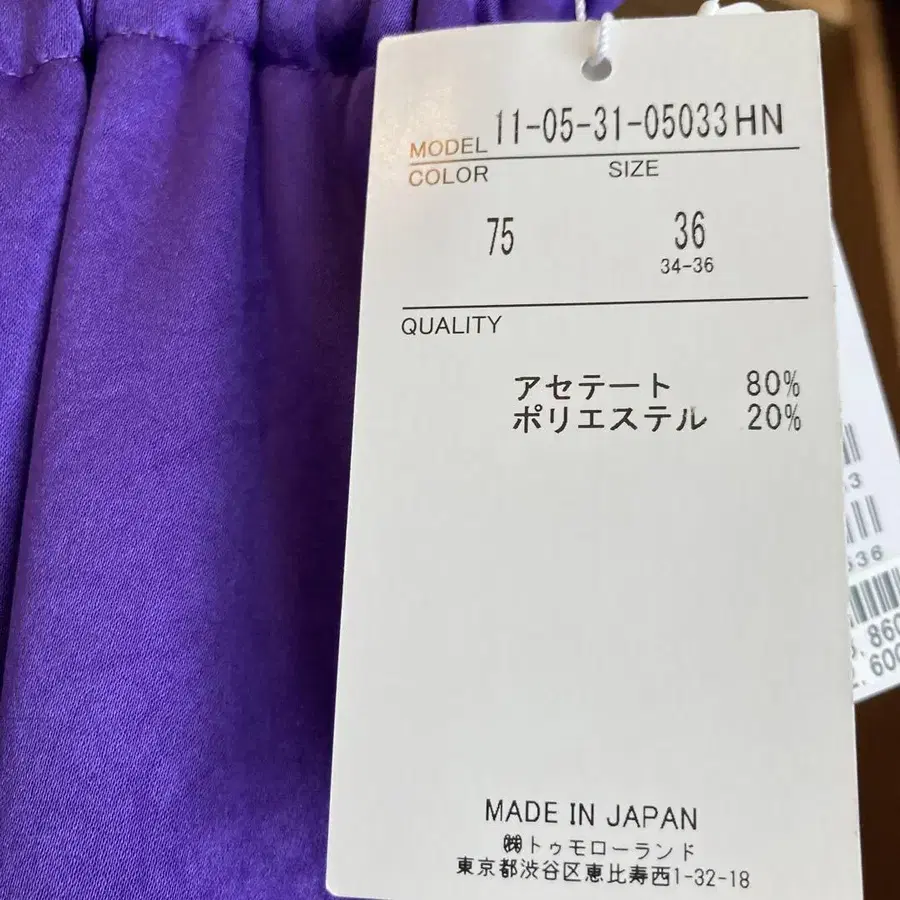 MODEL 11-05-31-05033HN
COLOR SIZE
75 36
34-36
QUALITY
アセテート 80%
ポリエステル 20%
MADE IN JAPAN
㈱トゥモローランド
東京都渋谷区恵比寿西1-32-18